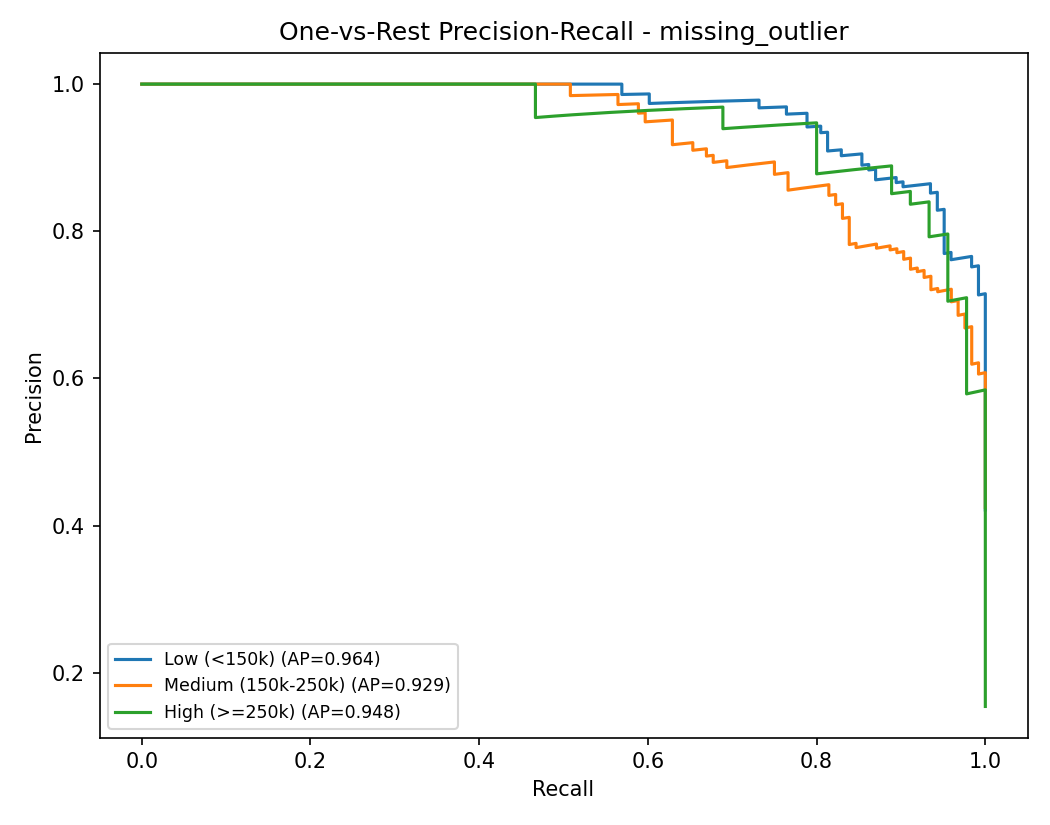 One-vs-Rest Precision-Recall - missing_outlier
1.0
0.8
0.6
0.4
0.2
Precision
Low (<150k) (AP=0.964)
Medium (150k-250k) (AP=0.929)
High (>=250k) (AP=0.948)
0.0 0.2 0.4 0.6 0.8 1.0
Recall